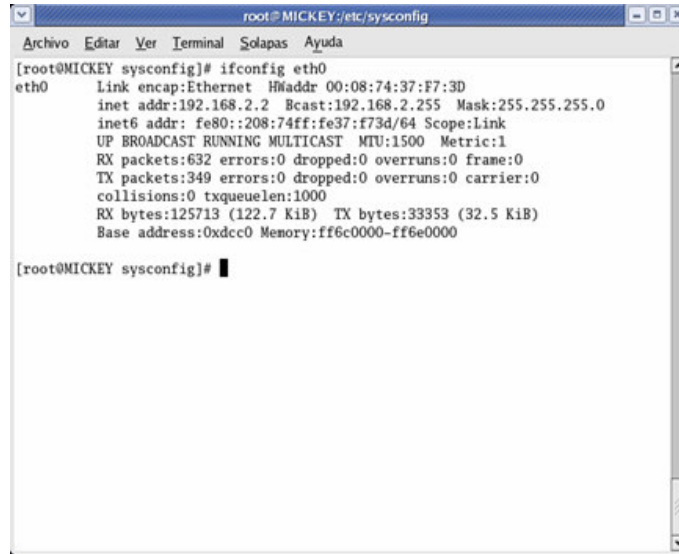 root@MICKEY:/etc/sysconfig
Archivo Editar Ver Terminal Solapas Ayuda
[root@MICKEY sysconfig]# ifconfig eth0
eth0 Link encap:Ethernet HWaddr 00:08:74:37:F7:3D
inet addr:192.168.2.2 Bcast:192.168.2.255 Mask:255.255.255.0
inet6 addr: fe80::208:74ff:fe37:f73d/64 Scope:Link
UP BROADCAST RUNNING MULTICAST MTU:1500 Metric:1
RX packets:632 errors:0 dropped:0 overruns:0 frame:0
TX packets:349 errors:0 dropped:0 overruns:0 carrier:0
collisions:0 txqueuelen:1000
RX bytes:125713 (122.7 KiB) TX bytes:33353 (32.5 KiB)
Base address:0xdcc0 Memory:ff6c0000-ff6e0000
[root@MICKEY sysconfig]#